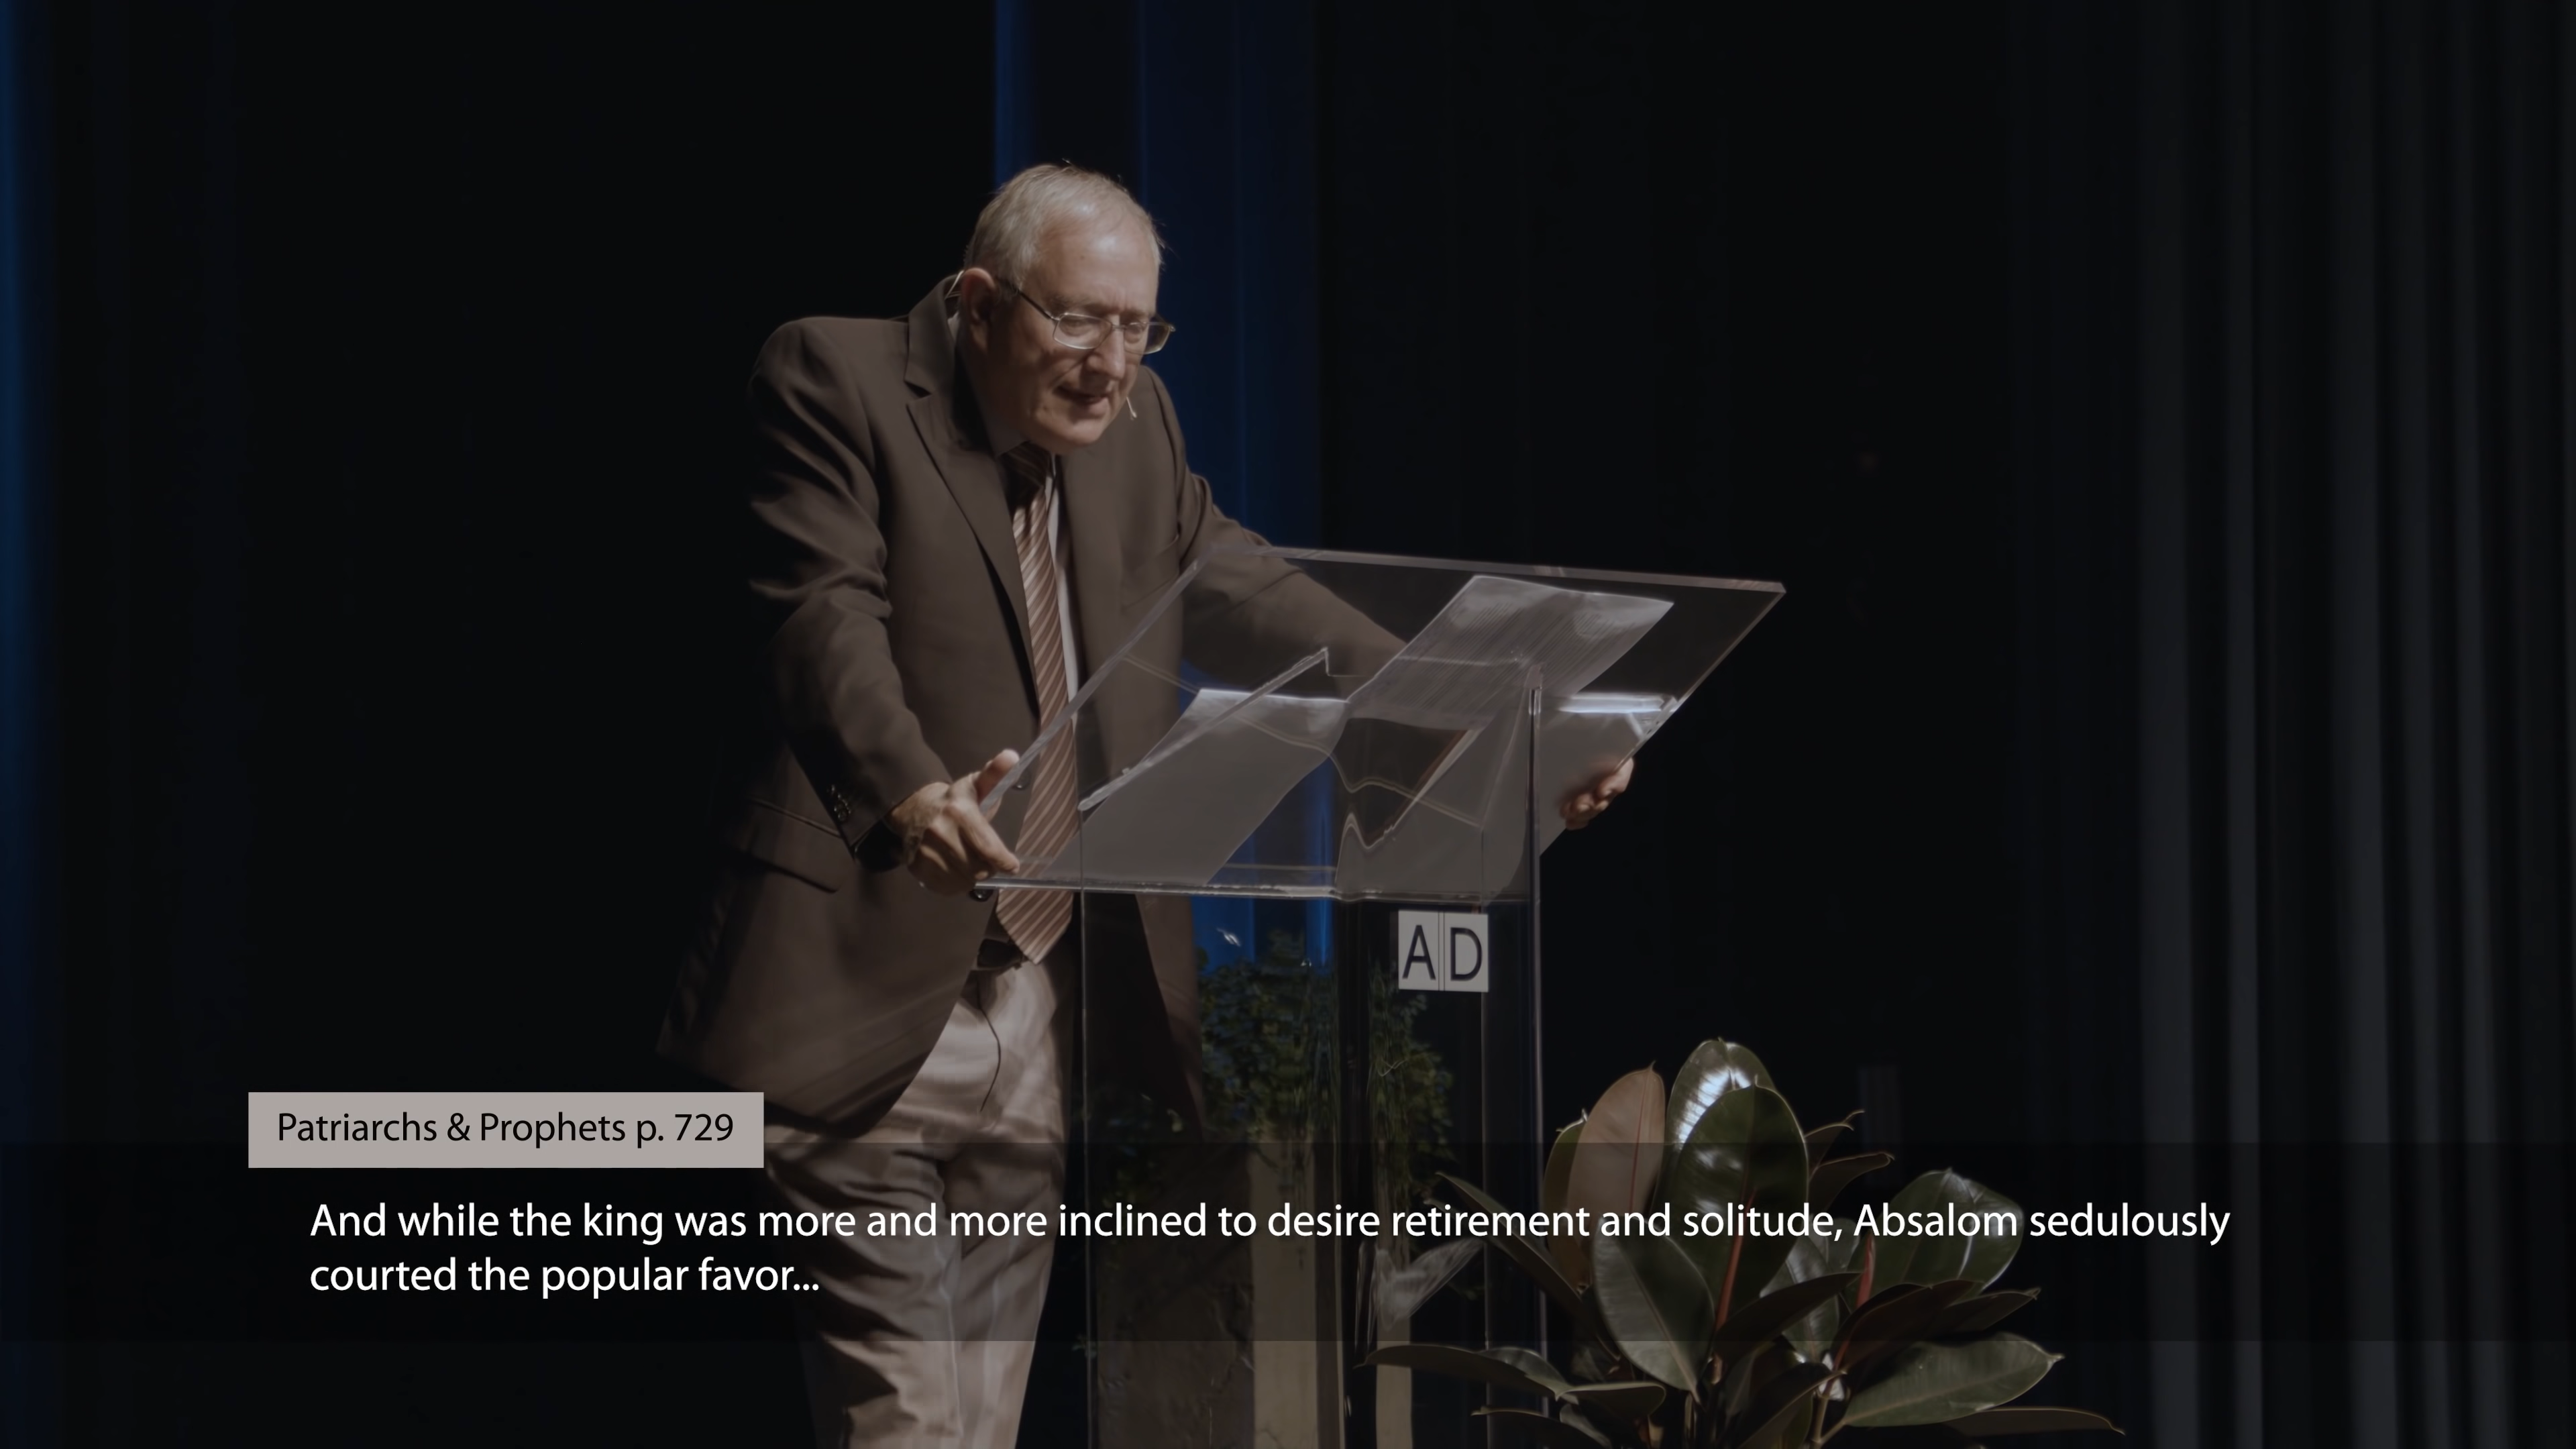 AD
Patriarchs & Prophets p. 729
And while the king was more and more inclined to desire retirement and solitude, Absalom sedulously
courted the popular favor...